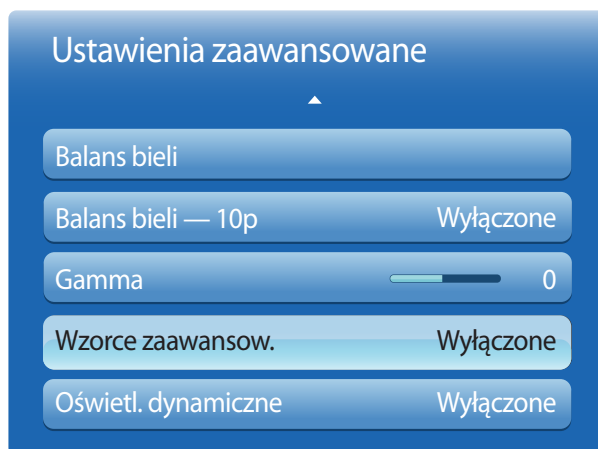 Ustawienia zaawansowane
Balans bieli
Balans bieli — 10p Wyłączone
Gamma 0
Wzorce zaawansow. Wyłączone
Oświetl. dynamiczne Wyłączone